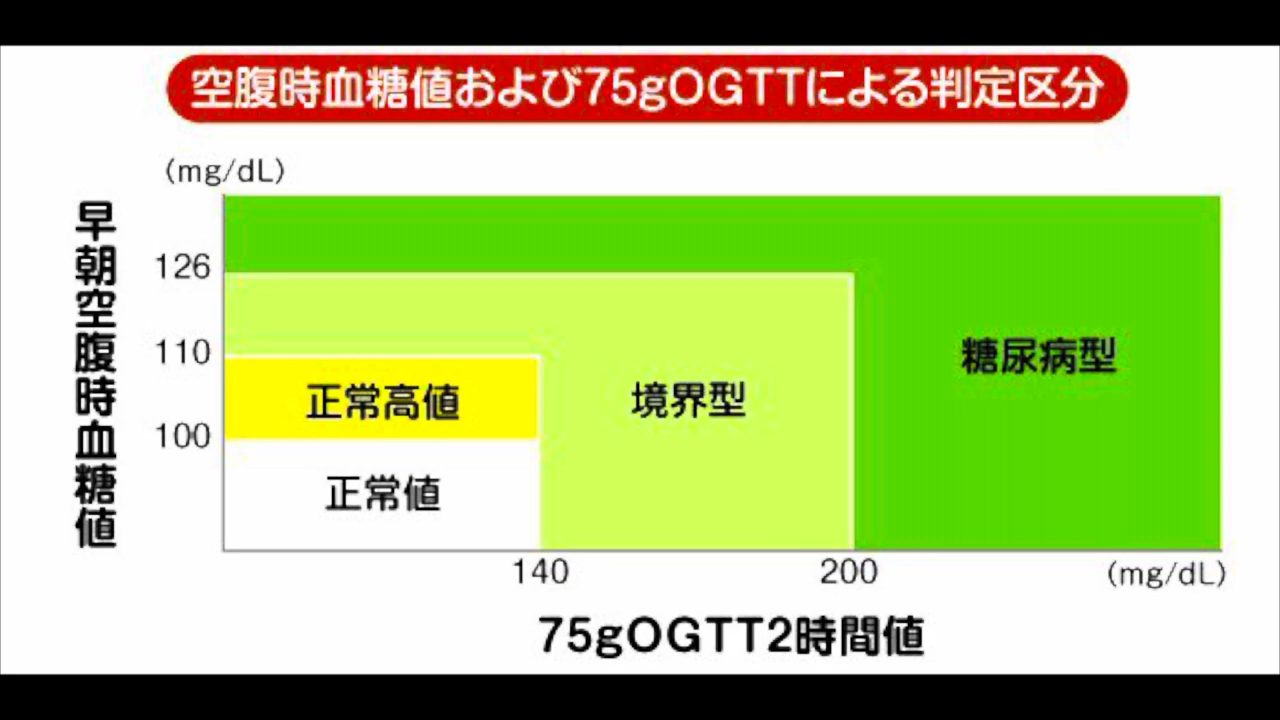 空腹時血糖値および75gOGTTによる判定区分
(mg/dL)
早朝空腹時血糖値
126
110
100
正常高値
正常値
境界型
糖尿病型
140
200
(mg/dL)
75gOGTT2時間値